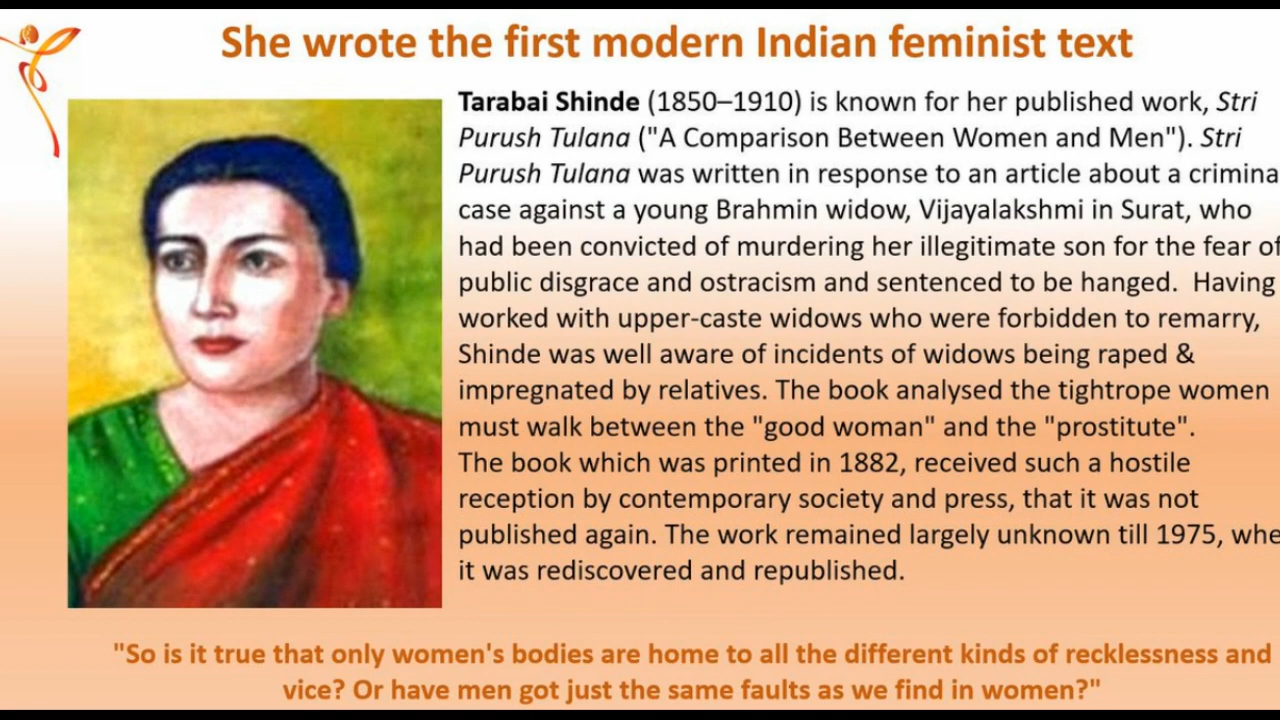 She wrote the first modern Indian feminist text
Tarabai Shinde (1850–1910) is known for her published work, Stri
Purush Tulana ("A Comparison Between Women and Men"). Stri
Purush Tulana was written in response to an article about a crimina
case against a young Brahmin widow, Vijayalakshmi in Surat, who
had been convicted of murdering her illegitimate son for the fear of
public disgrace and ostracism and sentenced to be hanged.  Having
worked with upper-caste widows who were forbidden to remarry,
Shinde was well aware of incidents of widows being raped &
impregnated by relatives. The book analysed the tightrope women
must walk between the "good woman" and the "prostitute".
The book which was printed in 1882, received such a hostile
reception by contemporary society and press, that it was not
published again. The work remained largely unknown till 1975, whe
it was rediscovered and republished.
"So is it true that only women's bodies are home to all the different kinds of recklessness and
vice? Or have men got just the same faults as we find in women?"